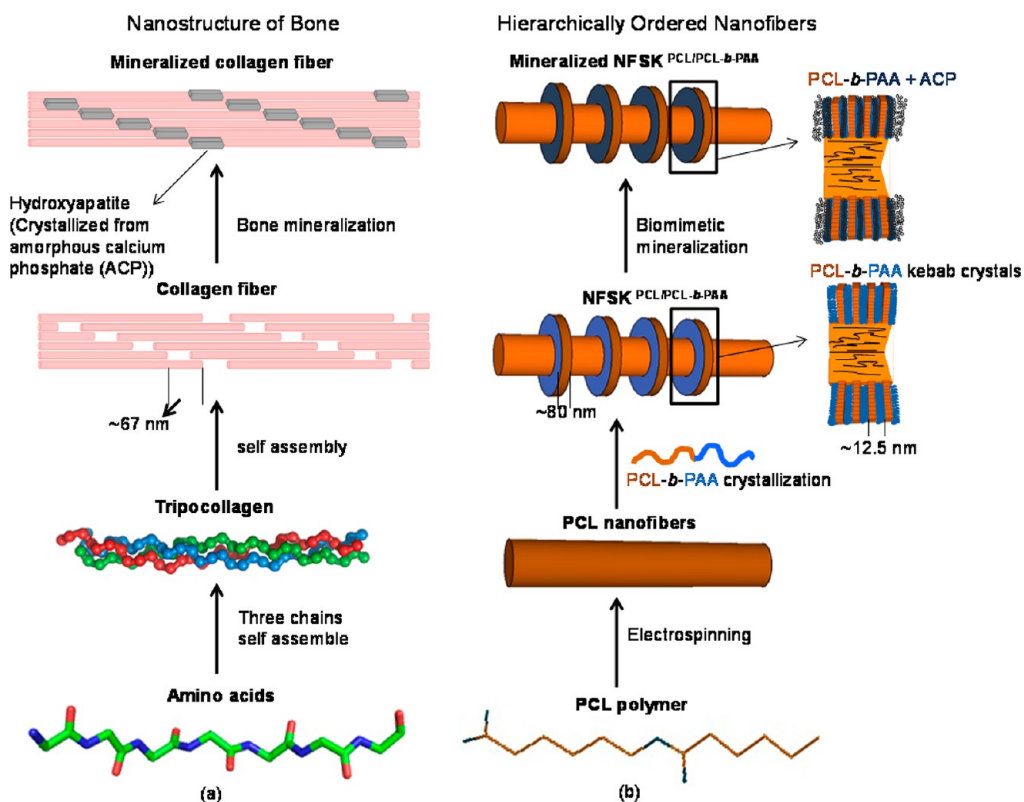 Nanostructure of Bone
Mineralized collagen fiber
Hydroxyapatite
(Crystallized from
amorphous calcium
phosphate (ACP))
Bone mineralization
Collagen fiber
~67 nm
self assembly
Tripocollagen
Three chains
self assemble
Amino acids
(a)
Hierarchically Ordered Nanofibers
Mineralized NFSK PCL/PCL-b-PAA
PCL-b-PAA + ACP
Biomimetic
mineralization
PCL-b-PAA kebab crystals
NFSK PCL/PCL-b-PAA
~80 nm
~12.5 nm
PCL-b-PAA crystallization
PCL nanofibers
Electrospinning
PCL polymer
(b)